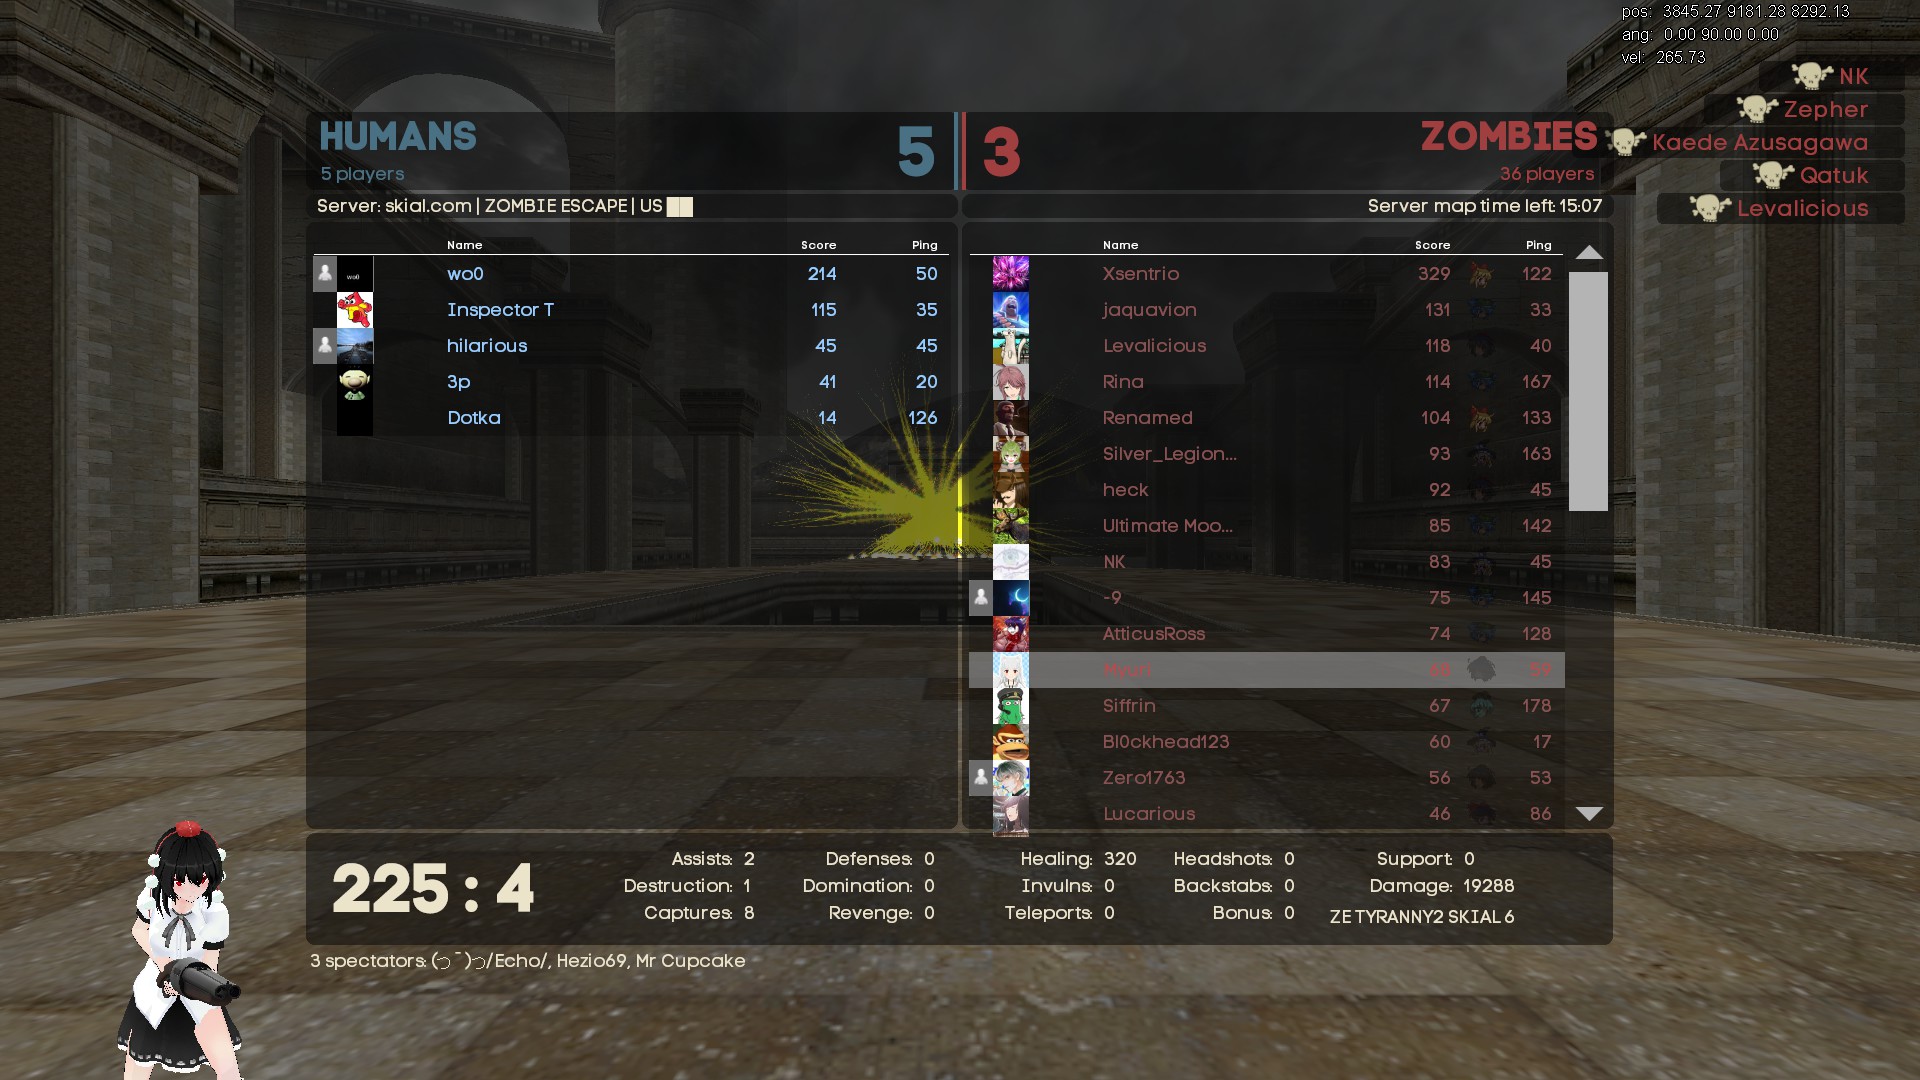 pos: 3845.27 9181.28 8292.13
ang: 0.00 90.00 0.00
vel: 265.73
NK
Zepher
Kaede Azusagawa
Qatuk
Levalicious
HUMANS 5
5 players
3 ZOMBIES
36 players
Server: skial.com | ZOMBIE ESCAPE | US
Server map time left: 15:07
Name Score Ping
wo0 214 50
Inspector T 115 35
hilarious 45 45
3p 41 20
Dotka 14 126
Name Score Ping
Xsentrio 329 122
jaquavion 131 33
Levalicious 118 40
Rina 114 167
Renamed 104 133
Silver_Legion... 93 163
heck 92 45
Ultimate Moo... 85 142
NK 83 45
-9 75 145
AtticusRoss 74 128
68 59
Siffrin 67 178
Bl0ckhead123 60 17
Zero1763 56 53
Lucarious 46 86
225 : 4
Assists: 2
Destruction: 1
Captures: 8
Defenses: 0
Domination: 0
Revenge: 0
Healing: 320
Invulns: 0
Teleports: 0
Headshots: 0
Backstabs: 0
Bonus: 0
Support: 0
Damage: 19288
ZE TYRANNY2 SKIAL 6
3 spectators: (っ˘)っ/Echo/, Hezio69, Mr Cupcake